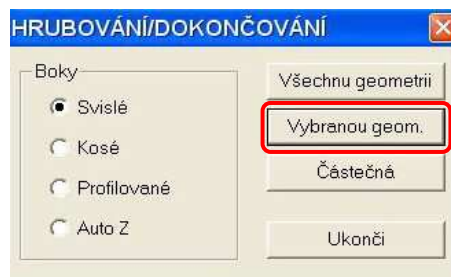 HRUBOVÁNÍ/DOKONČOVÁNÍ
Boky
Svislé
Kosé
Profilované
Auto Z
Všechnu geometrii
Vybranou geom.
Částečná
Ukonči